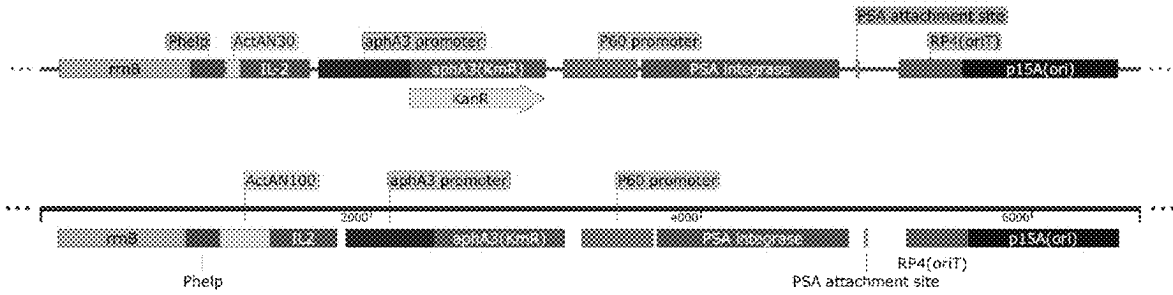 PSA attachment site
Phelp ActAN30 aphA3 promoter P60 promoter RP4(oriT)
rrnB IL-2 aphA3(KmR) PSA Integrase p15A(ori)
KanR
ActAN100 aphA3 promoter P60 promoter
2000 4000 6000
rrnB IL2 aphA3(KmR) PSA Integrase p15A(ori)
RP4(oriT)
Phelp PSA attachment site